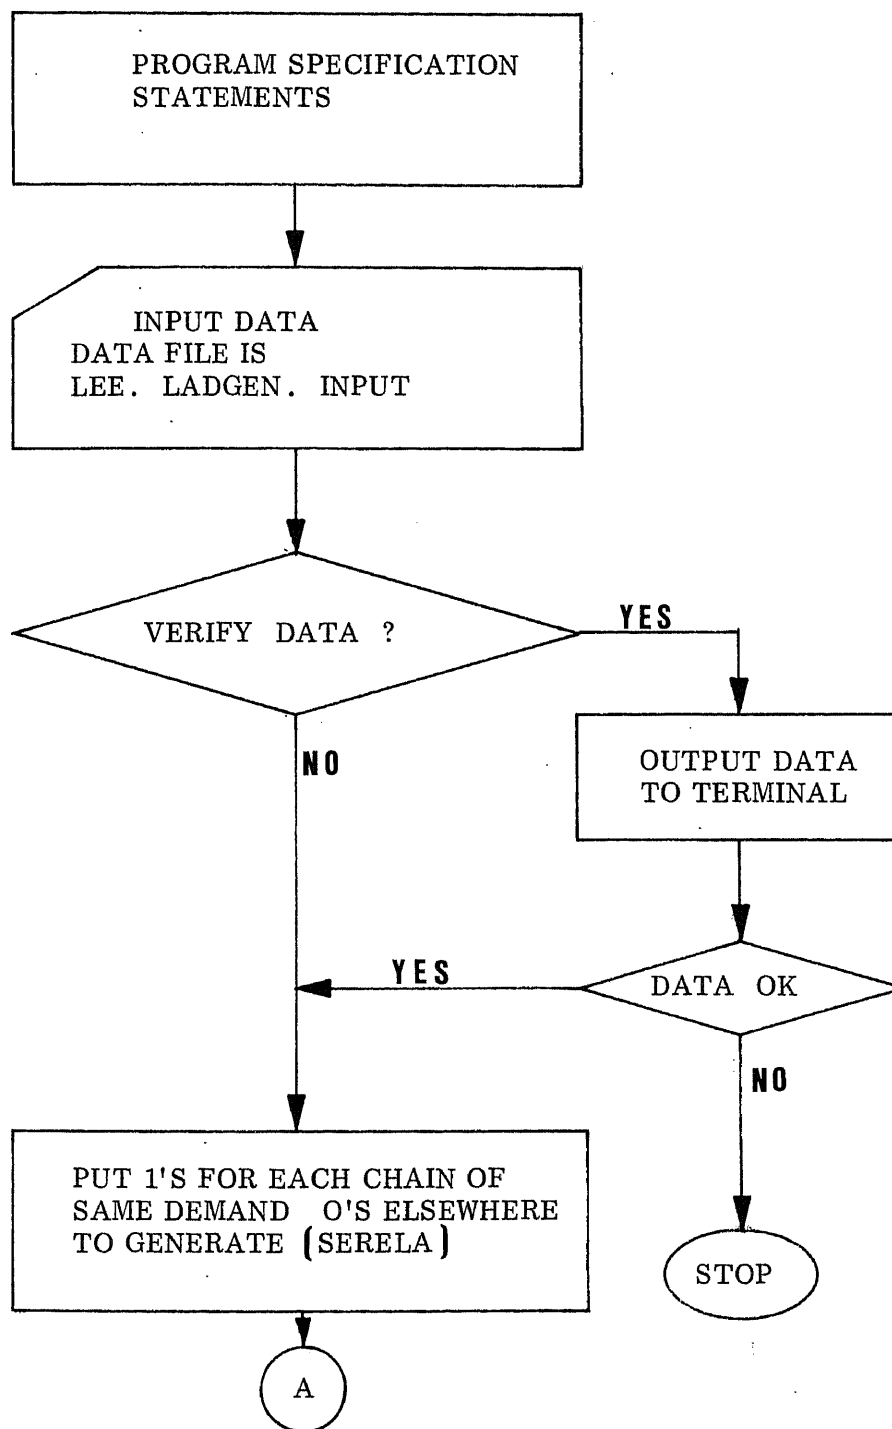 PROGRAM SPECIFICATION
STATEMENTS
INPUT DATA
DATA FILE IS
LEE. LADGEN. INPUT
VERIFY DATA ?
YES
NO
OUTPUT DATA
TO TERMINAL
YES
DATA OK
NO
PUT 1'S FOR EACH CHAIN OF
SAME DEMAND O'S ELSEWHERE
TO GENERATE (SERELA)
STOP
A